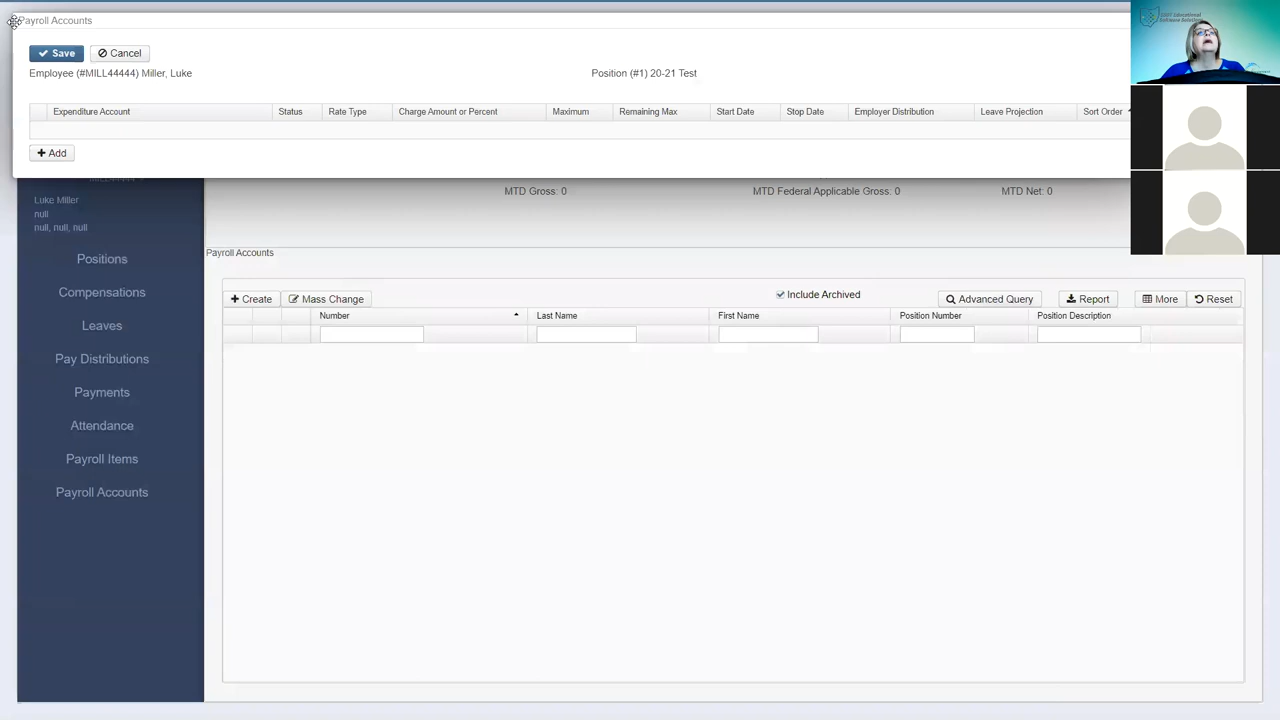 Payroll Accounts
Save Cancel
Employee (#MILL44444) Miller, Luke Position (#1) 20-21 Test
Expenditure Account Status Rate Type Charge Amount or Percent Maximum Remaining Max Start Date Stop Date Employer Distribution Leave Projection Sort Order
Add
MTD Gross: 0 MTD Federal Applicable Gross: 0 MTD Net: 0
Luke Miller
null
null, null, null
Positions
Compensations
Leaves
Pay Distributions
Payments
Attendance
Payroll Items
Payroll Accounts
Payroll Accounts
Create Mass Change Include Archived Advanced Query Report More Reset
Number Last Name First Name Position Number Position Description